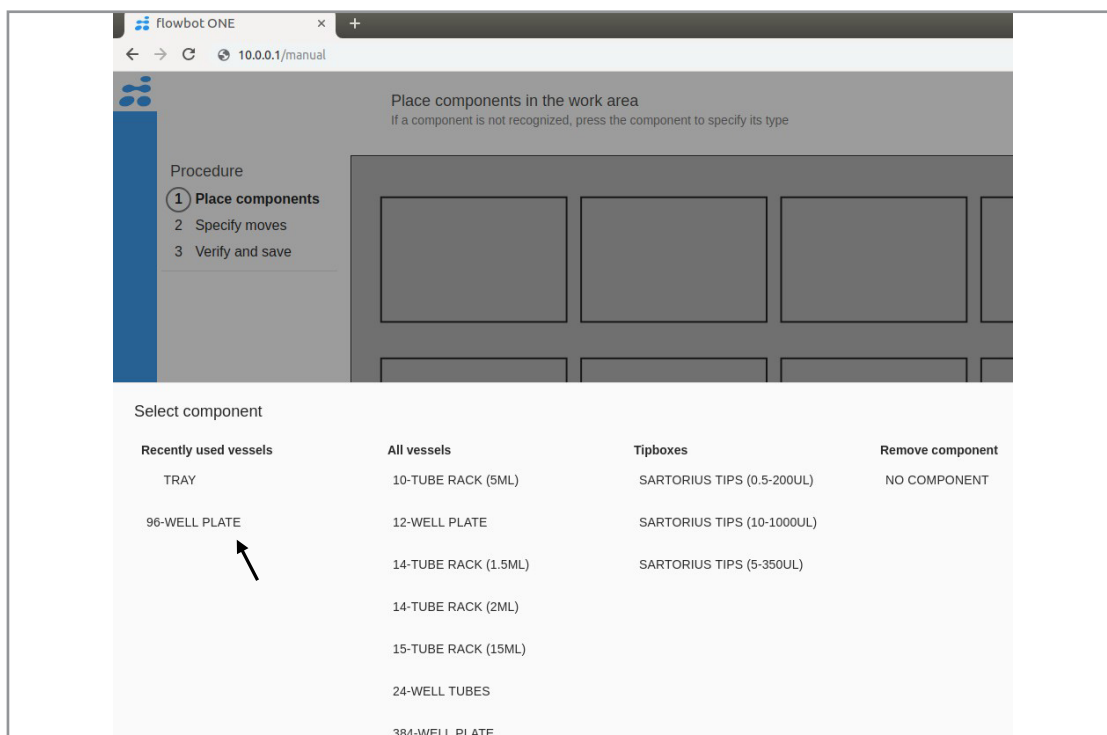 flowbot ONE × +
10.0.0.1/manual
Place components in the work area
If a component is not recognized, press the component to specify its type
Procedure
1 Place components
2 Specify moves
3 Verify and save
Select component
Recently used vessels
TRAY
96-WELL PLATE
All vessels
10-TUBE RACK (5ML)
12-WELL PLATE
14-TUBE RACK (1.5ML)
14-TUBE RACK (2ML)
15-TUBE RACK (15ML)
24-WELL TUBES
384-WELL PLATE
Tipboxes
SARTORIUS TIPS (0.5-200UL)
SARTORIUS TIPS (10-1000UL)
SARTORIUS TIPS (5-350UL)
Remove component
NO COMPONENT